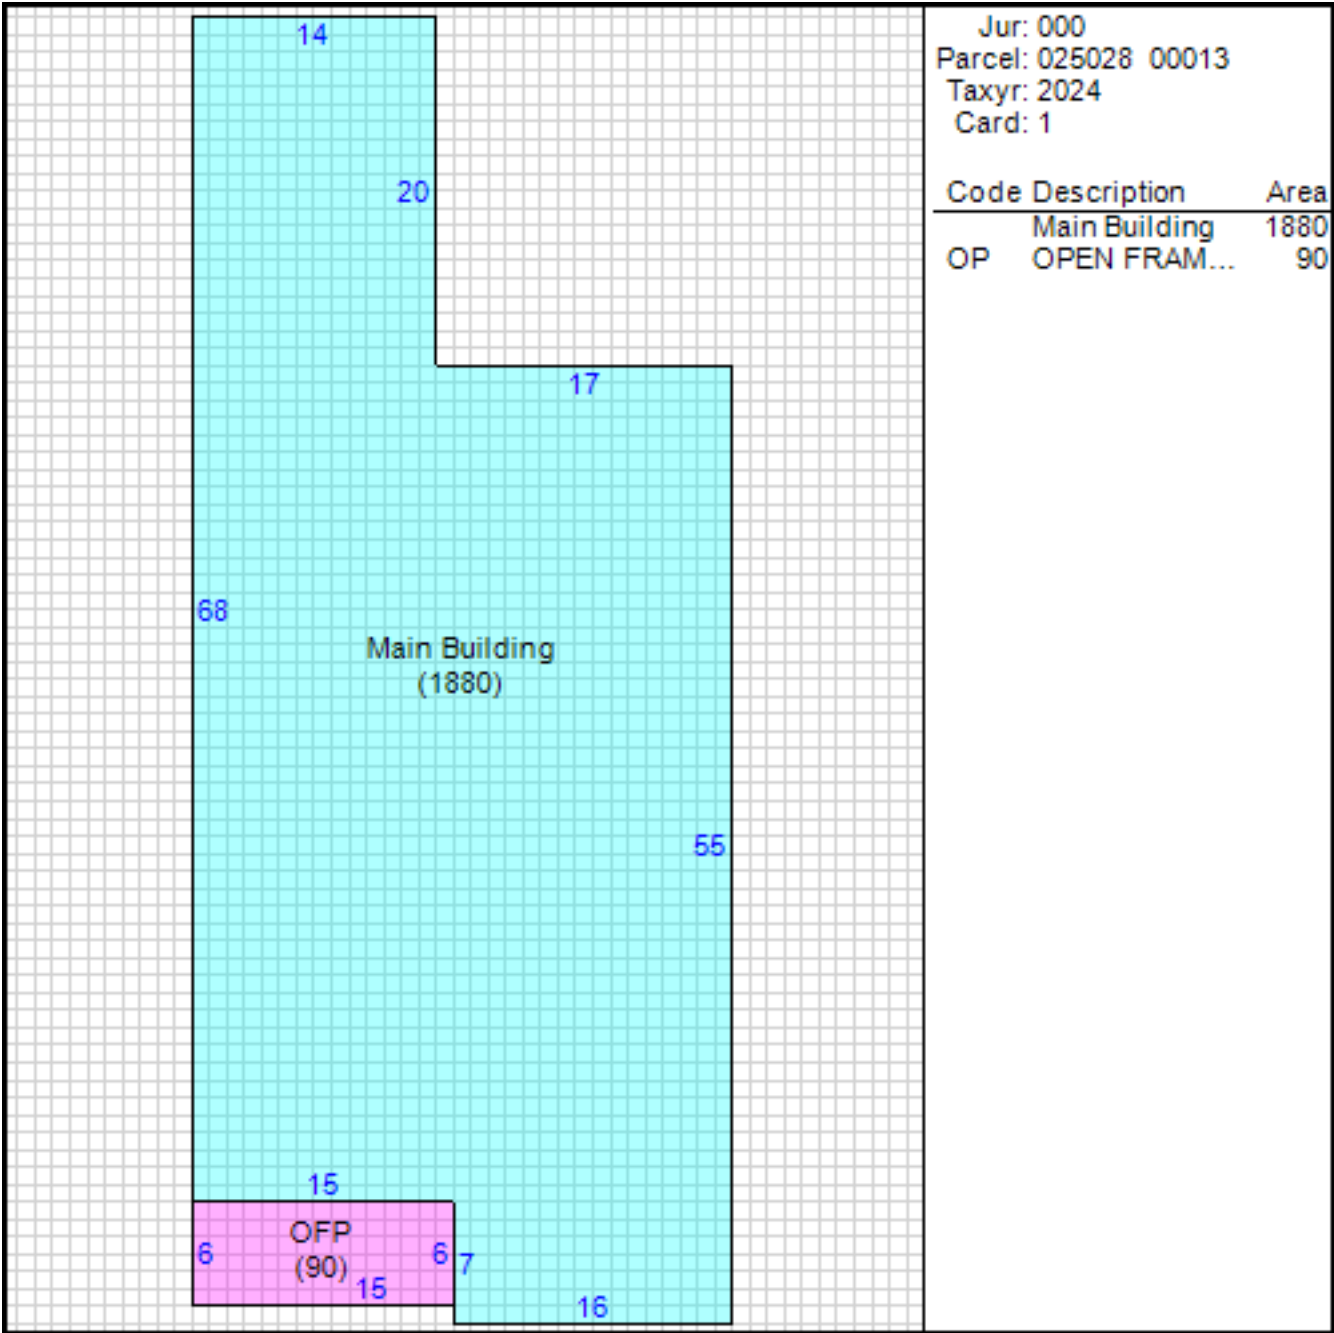 14
20
17
68
Main Building
(1880)
55
15
OFP
(90)
6
6
7
15
16
Jur: 000
Parcel: 025028 00013
Taxyr: 2024
Card: 1
Code Description Area
Main Building 1880
OP OPEN FRAM... 90